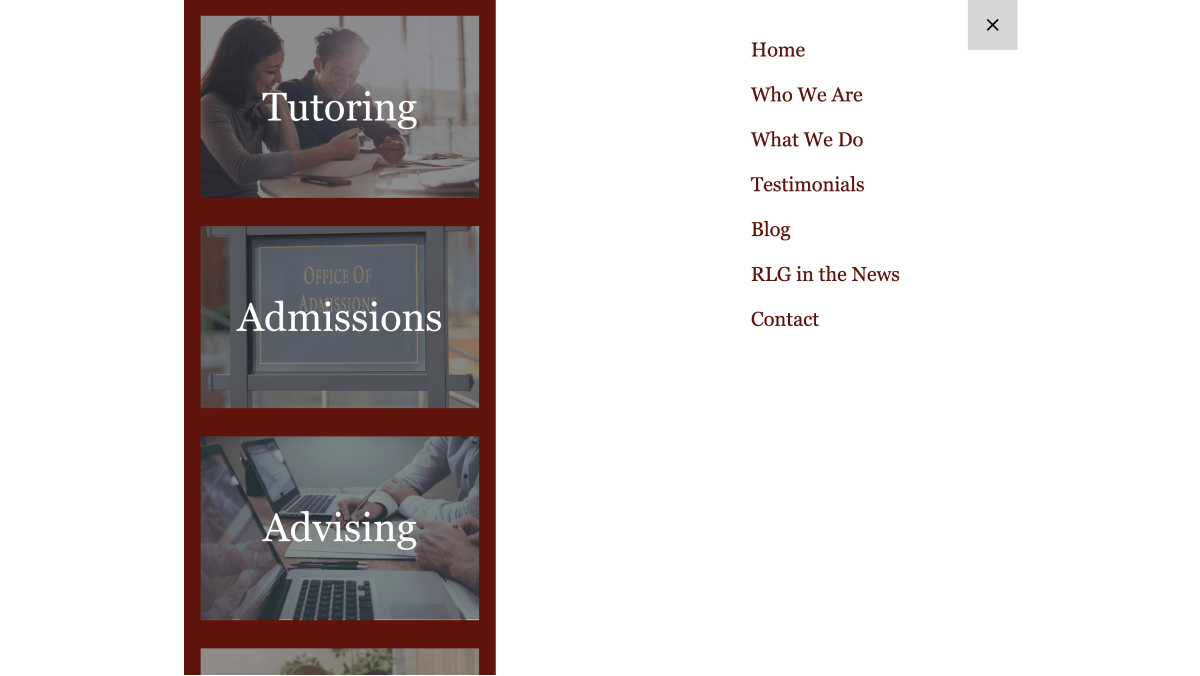 Tutoring
OFFICE OF
ADMISSIONS
Admissions
Advising
Home
Who We Are
What We Do
Testimonials
Blog
RLG in the News
Contact